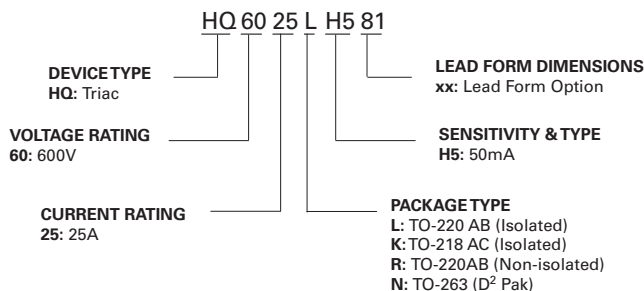 HQ 60 25 L H5 81
DEVICE TYPE
HQ: Triac
VOLTAGE RATING
60: 600V
CURRENT RATING
25: 25A
LEAD FORM DIMENSIONS
xx: Lead Form Option
SENSITIVITY & TYPE
H5: 50mA
PACKAGE TYPE
L: TO-220 AB (Isolated)
K: TO-218 AC (Isolated)
R: TO-220AB (Non-isolated)
N: TO-263 (D² Pak)